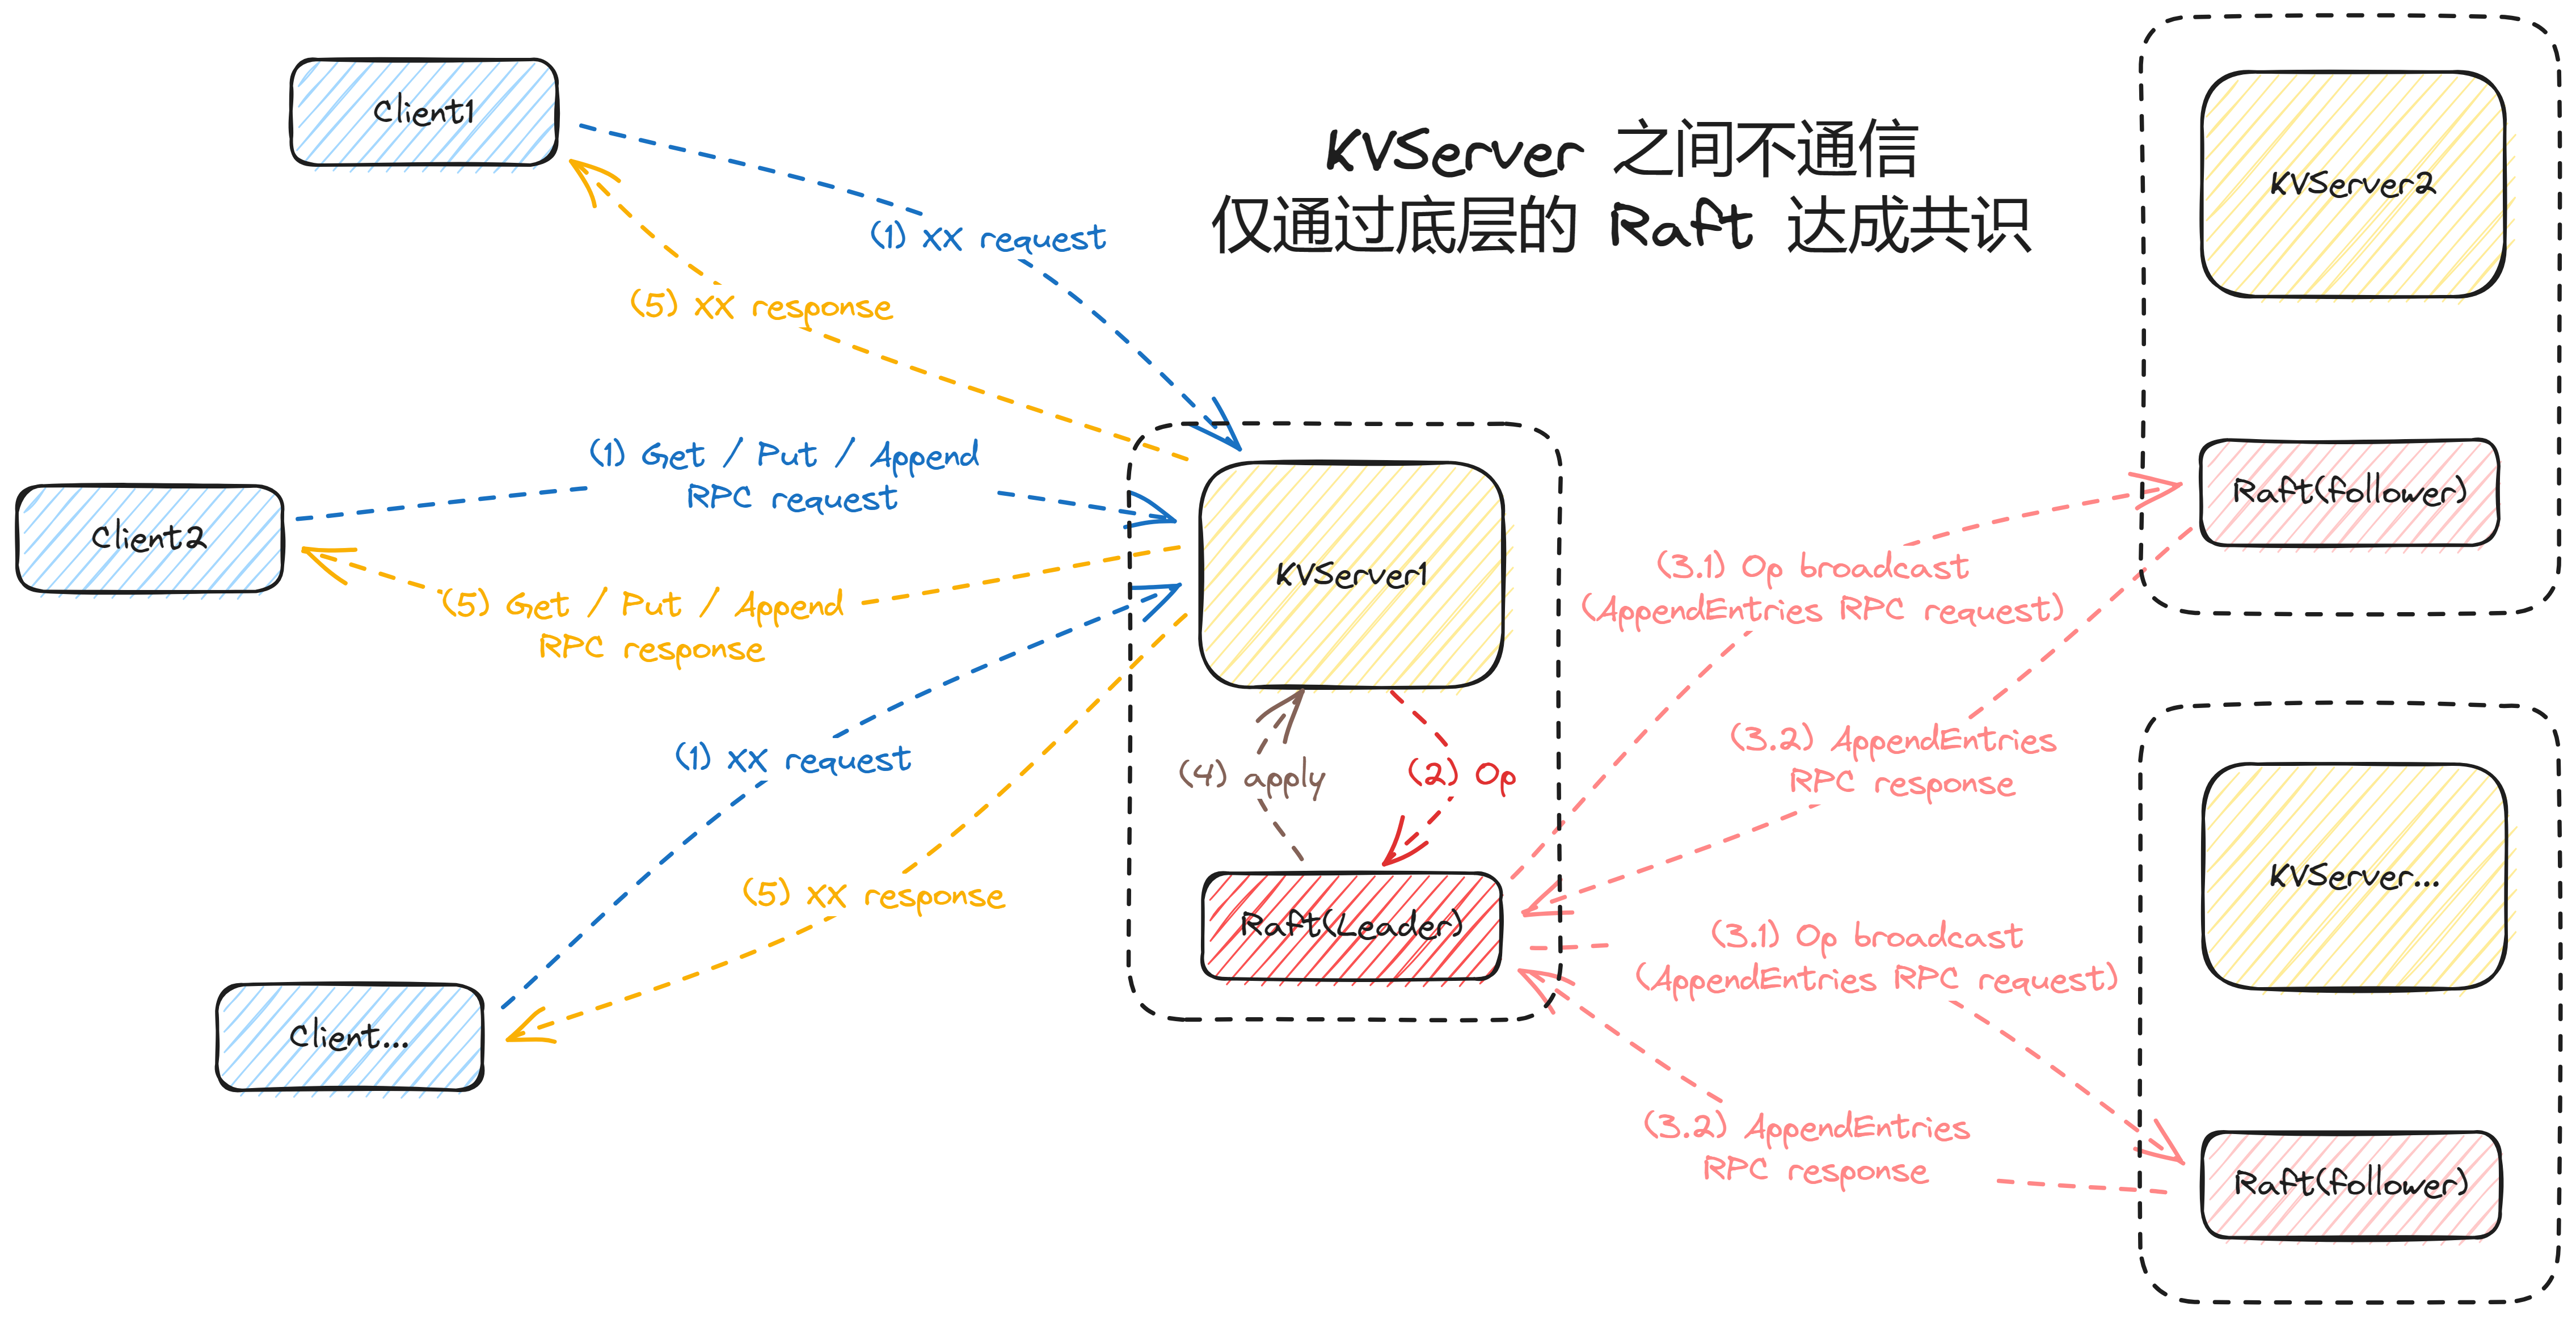 Client1
KVServer 之间不通信
仅通过底层的 Raft 达成共识
KVServer2
(1) XX request
(5) XX response
(1) Get / Put / Append
RPC request
Client2
KVServer1
Raft(follower)
(3.1) Op broadcast
(AppendEntries RPC request)
(5) Get / Put / Append
RPC response
(1) XX request
(4) apply
(2) Op
(3.2) AppendEntries
RPC response
KVServer...
(5) XX response
Raft(Leader)
(3.1) Op broadcast
(AppendEntries RPC request)
Client...
(3.2) AppendEntries
RPC response
Raft(follower)